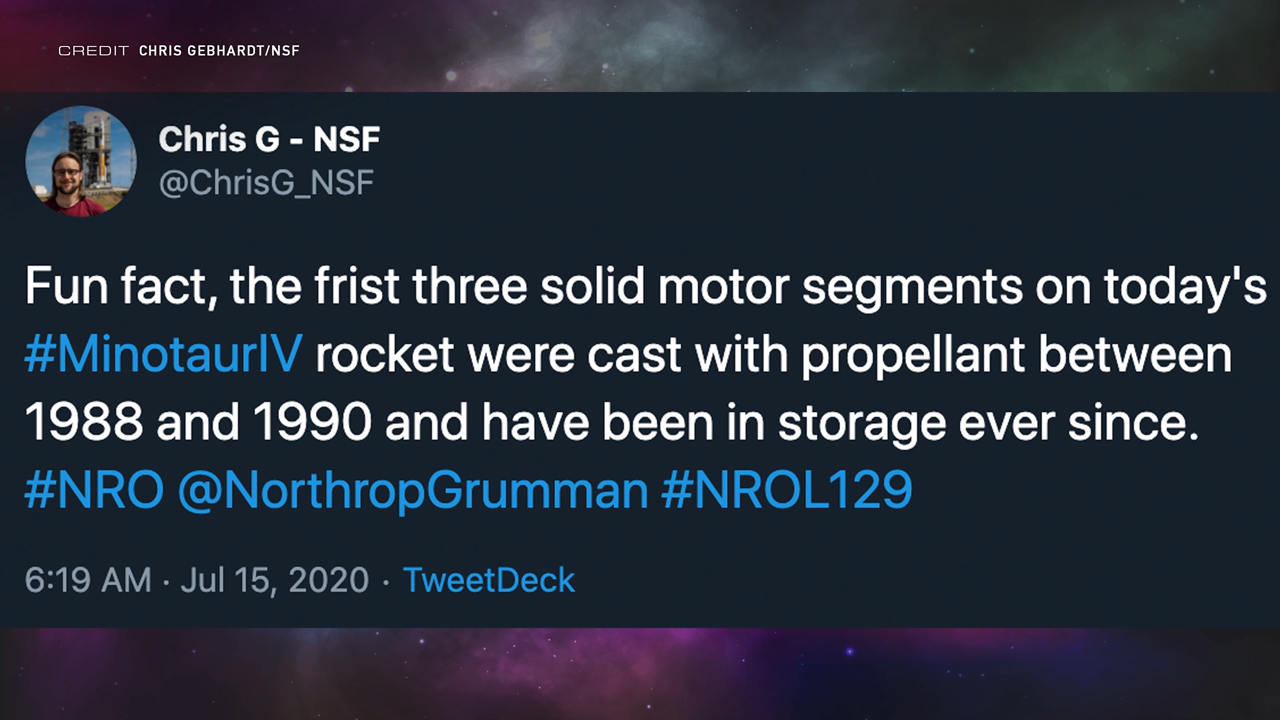 CREDIT CHRIS GEBHARDT/NSF
Chris G - NSF
@ChrisG_NSF
Fun fact, the frist three solid motor segments on today's
#MinotaurIV rocket were cast with propellant between
1988 and 1990 and have been in storage ever since.
#NRO @NorthropGrumman #NROL129
6:19 AM · Jul 15, 2020 · TweetDeck